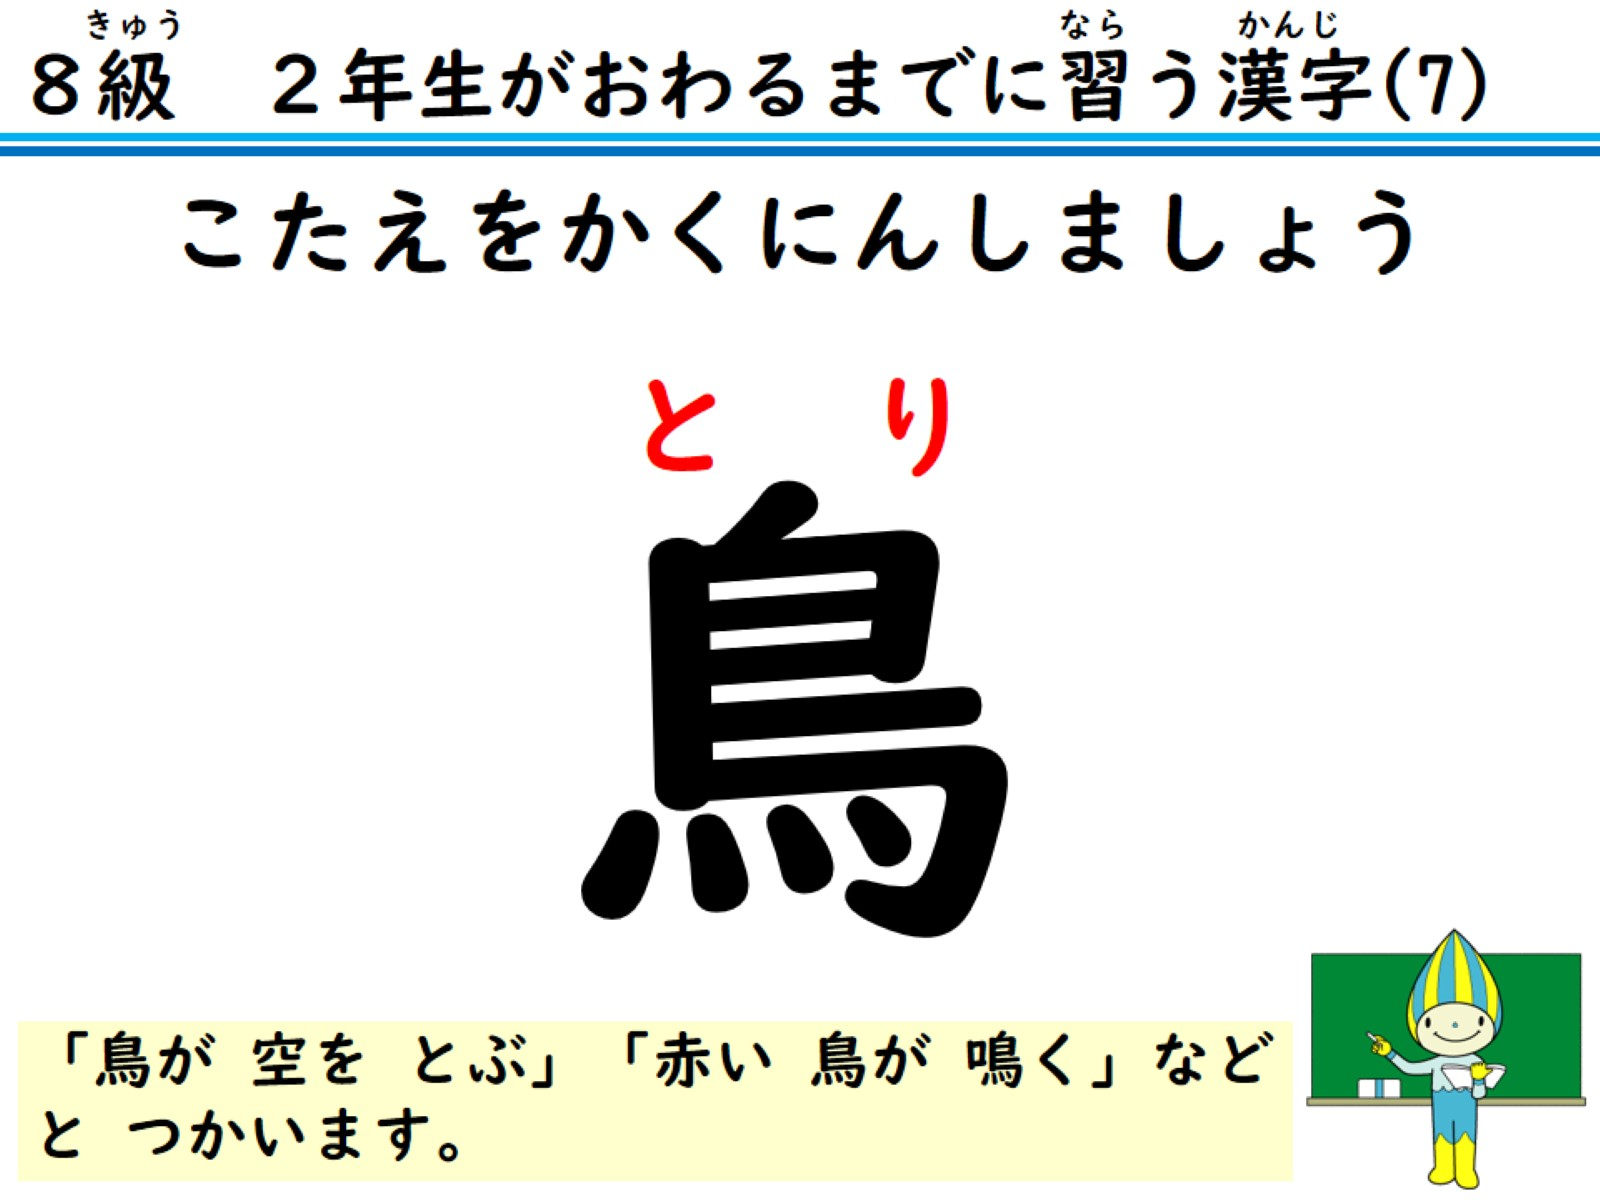 きゅう なら かんじ
８級　２年生がおわるまでに習う漢字(7)
こたえをかくにんしましょう
とり
鳥
「鳥が 空を とぶ」「赤い 鳥が 鳴く」など
と つかいます。